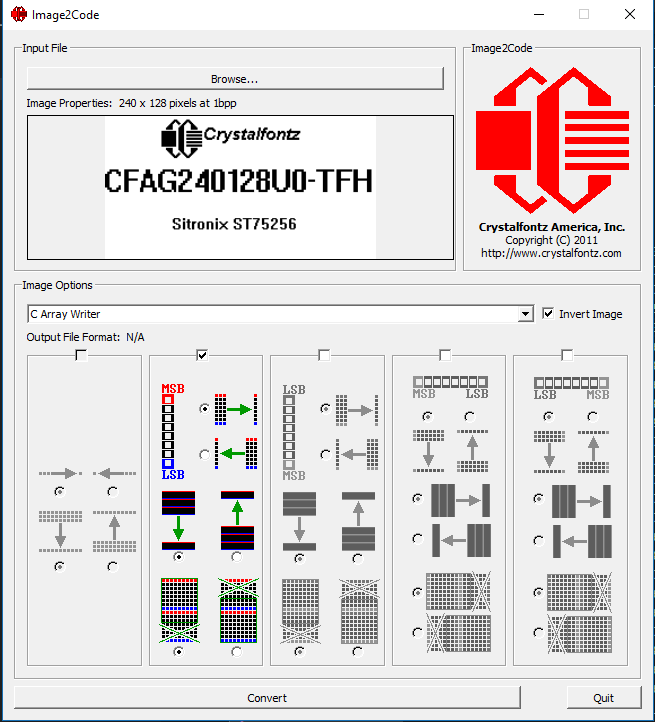 Image2Code
Input File
Browse...
Image Properties: 240 x 128 pixels at 1bpp
Crystalfontz
CFAG240128U0-TFH
Sitronix ST75256
Image2Code
Crystalfontz America, Inc.
Copyright (C) 2011
http://www.crystalfontz.com
Image Options
C Array Writer
Invert Image
Output File Format: N/A
MSB
LSB
LSB
MSB
MSB LSB
LSB MSB
Convert
Quit